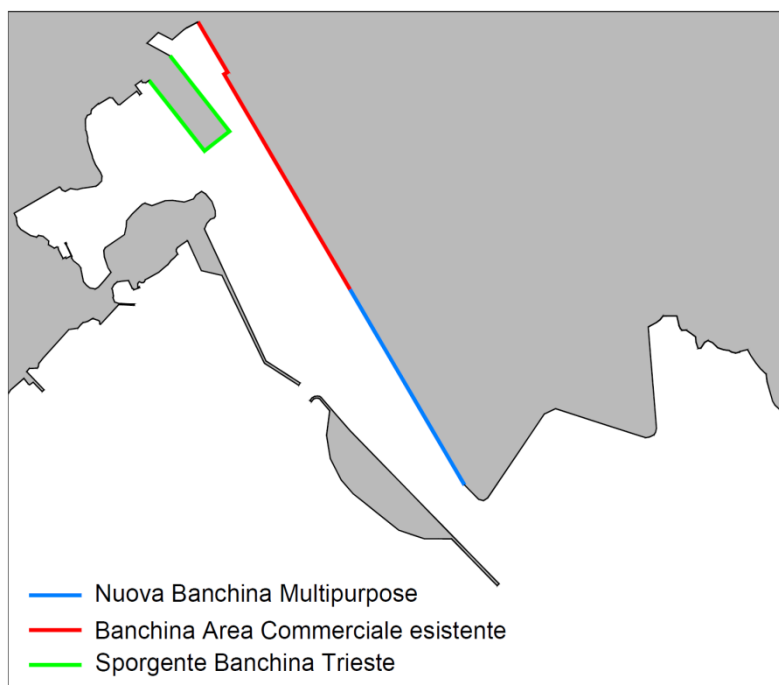 Nuova Banchina Multipurpose
Banchina Area Commerciale esistente
Sporgente Banchina Trieste